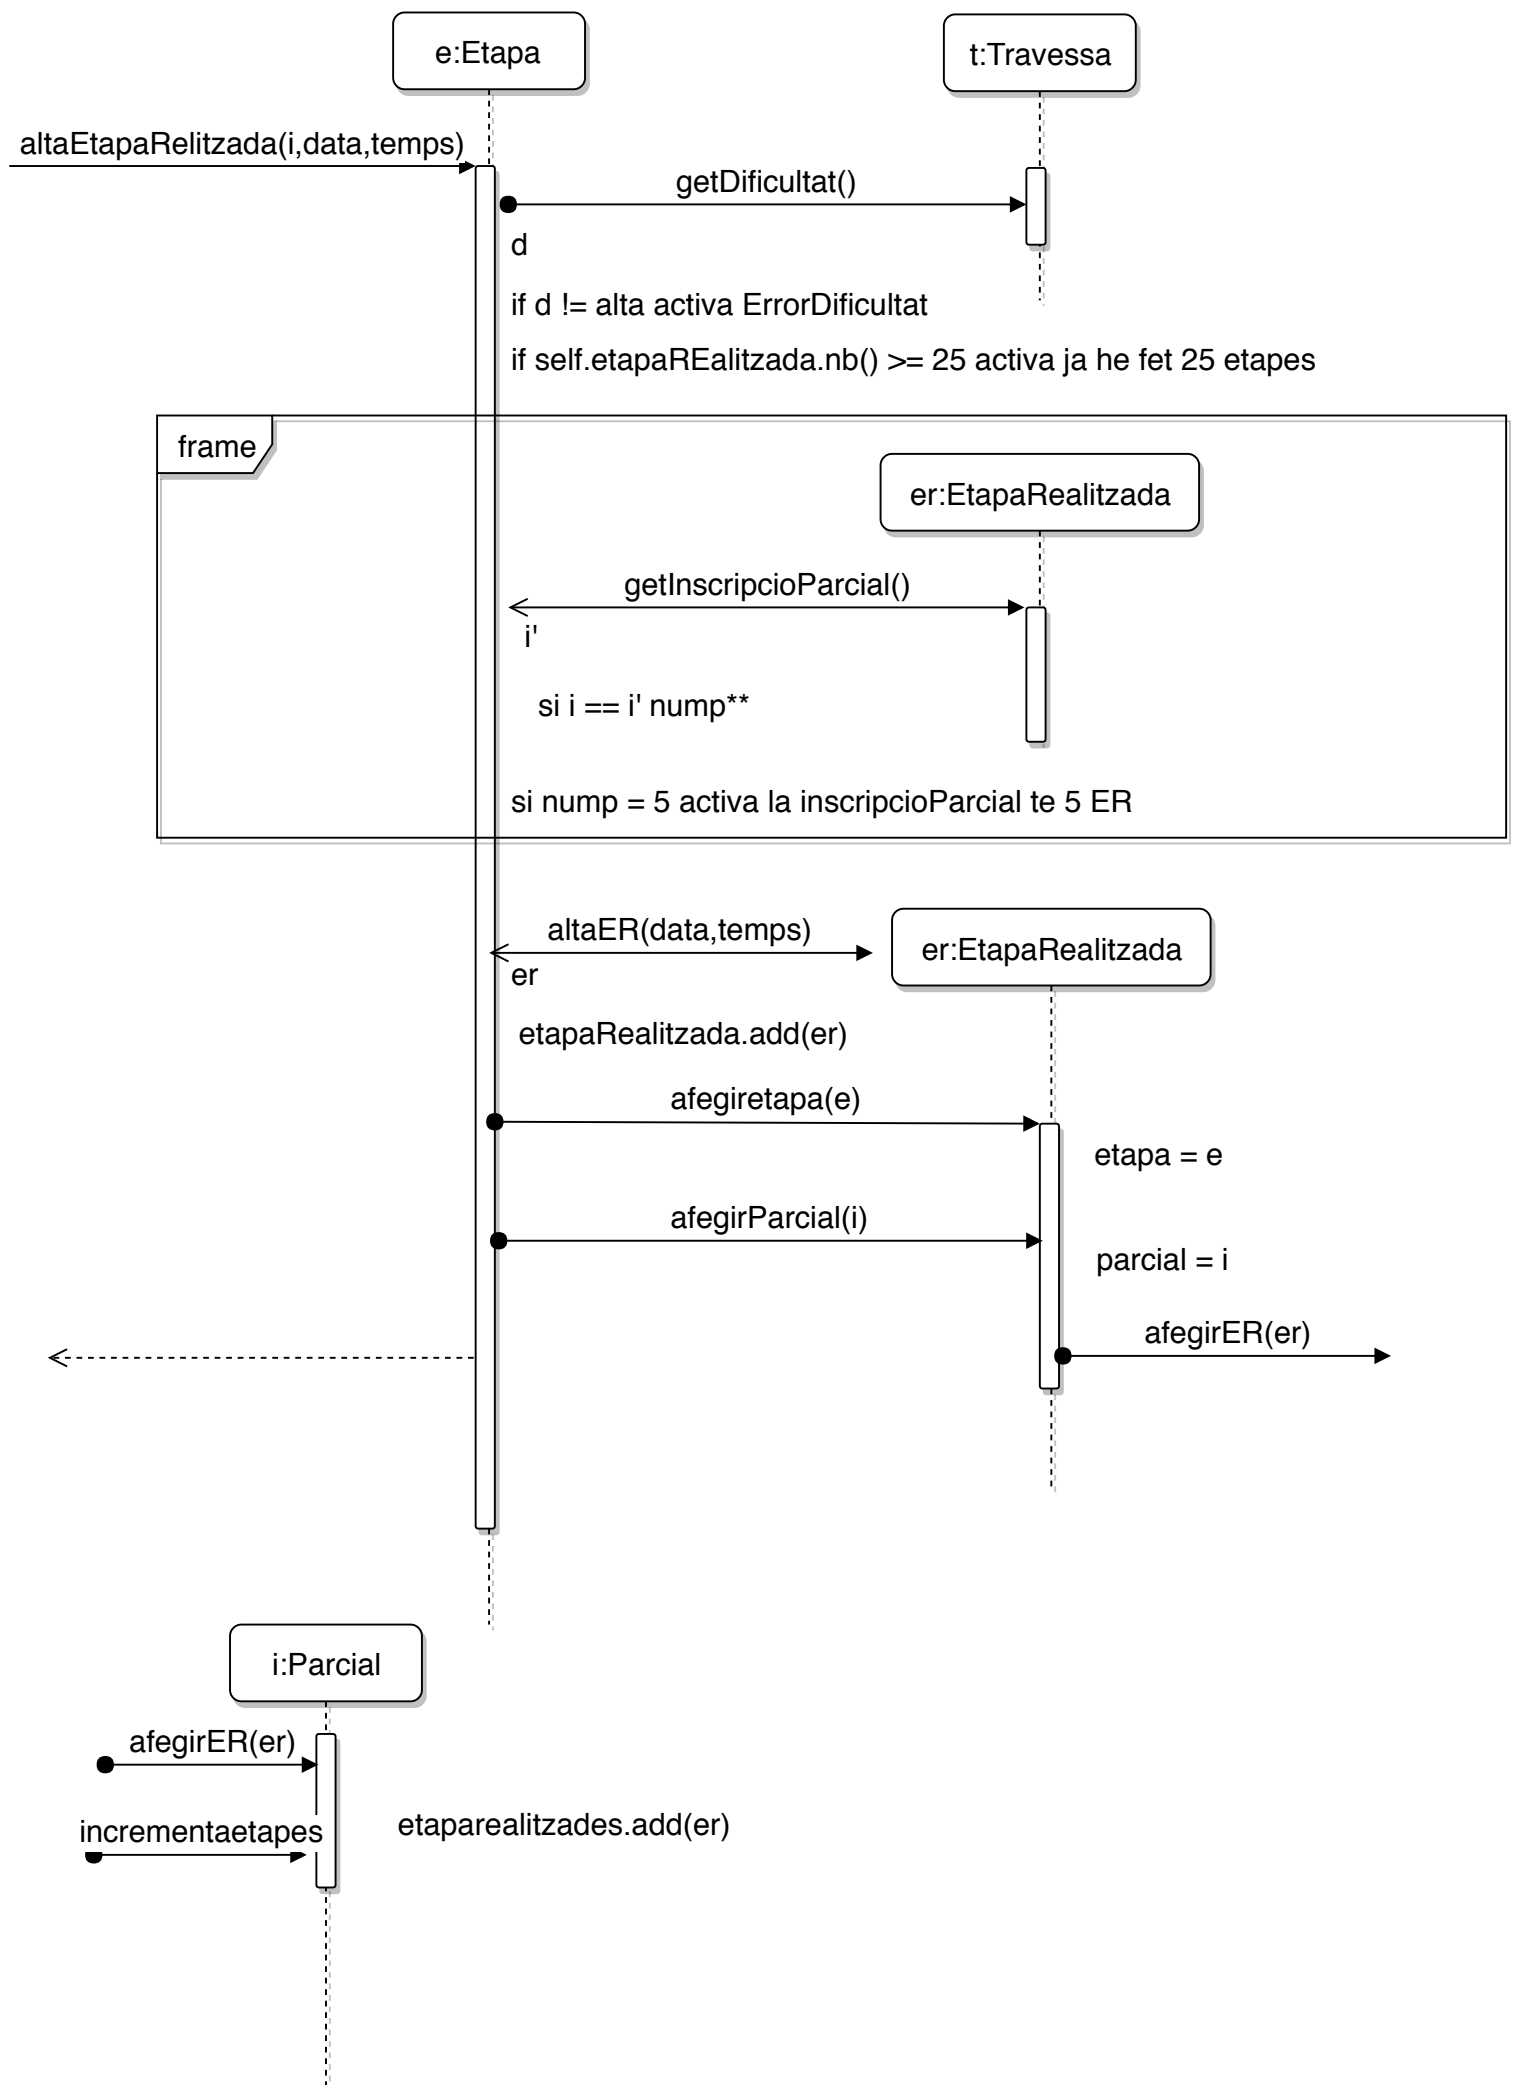 e:Etapa
t:Travessa
altaEtapaRelitzada(i,data,temps)
getDificultat()
d
if d != alta activa ErrorDificultat
if self.etapaREalitzada.nb() >= 25 activa ja he fet 25 etapes
frame
er:EtapaRealitzada
getInscripcioParcial()
i'
si i == i' nump**
si nump = 5 activa la inscripcioParcial te 5 ER
altaER(data,temps)
er:EtapaRealitzada
er
etapaRealitzada.add(er)
afegiretapa(e)
etapa = e
afegirParcial(i)
parcial = i
afegirER(er)
i:Parcial
afegirER(er)
incrementaetapes
etaparealitzades.add(er)